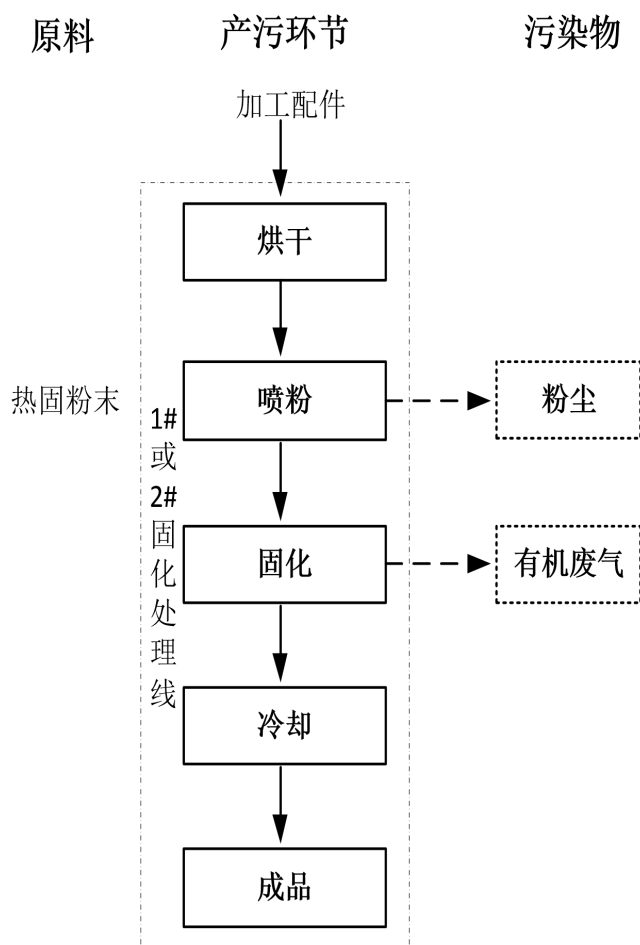 原料 产污环节 污染物
加工配件
烘干
热固粉末 喷粉 粉尘
1#
或
2#
固
化
处
理
线
固化 有机废气
冷却
成品